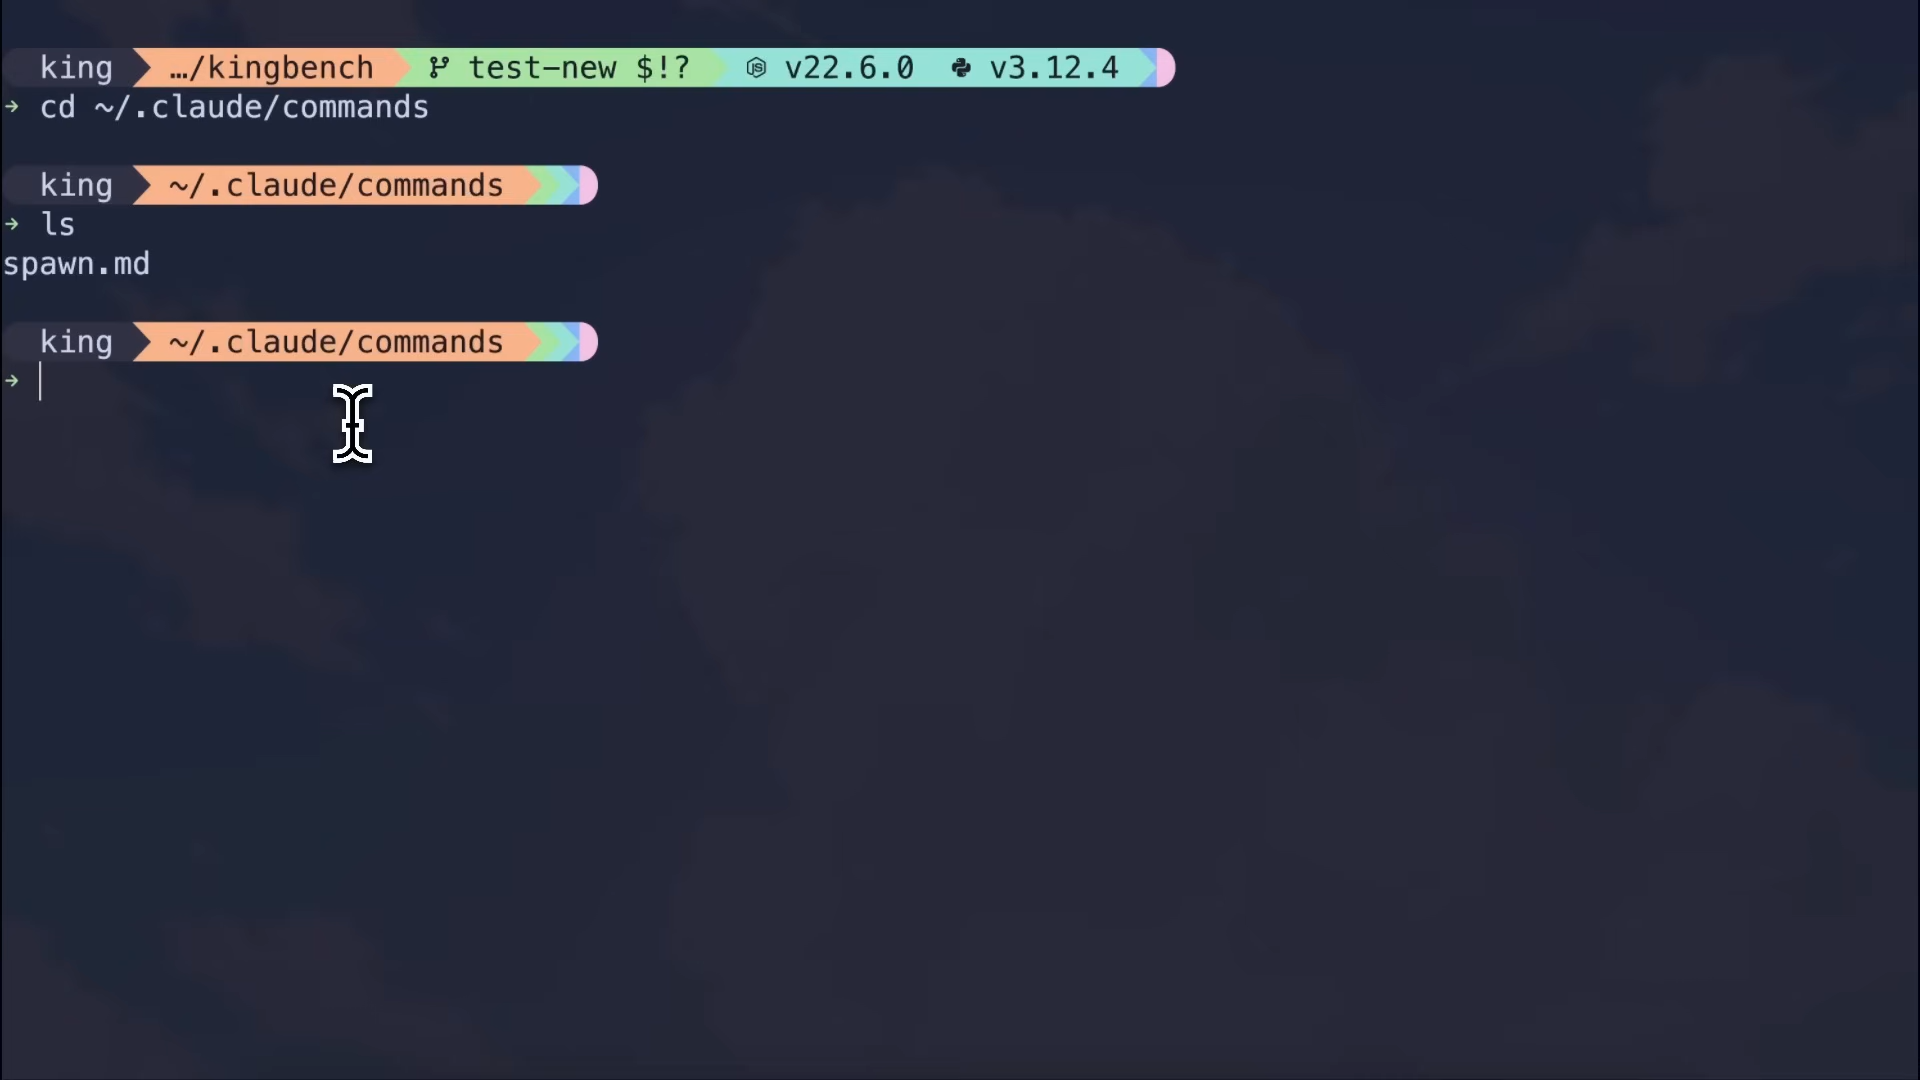 king …/kingbench test-new $!? v22.6.0 v3.12.4
→ cd ~/.claude/commands
king ~/.claude/commands
→ ls
spawn.md
king ~/.claude/commands
→